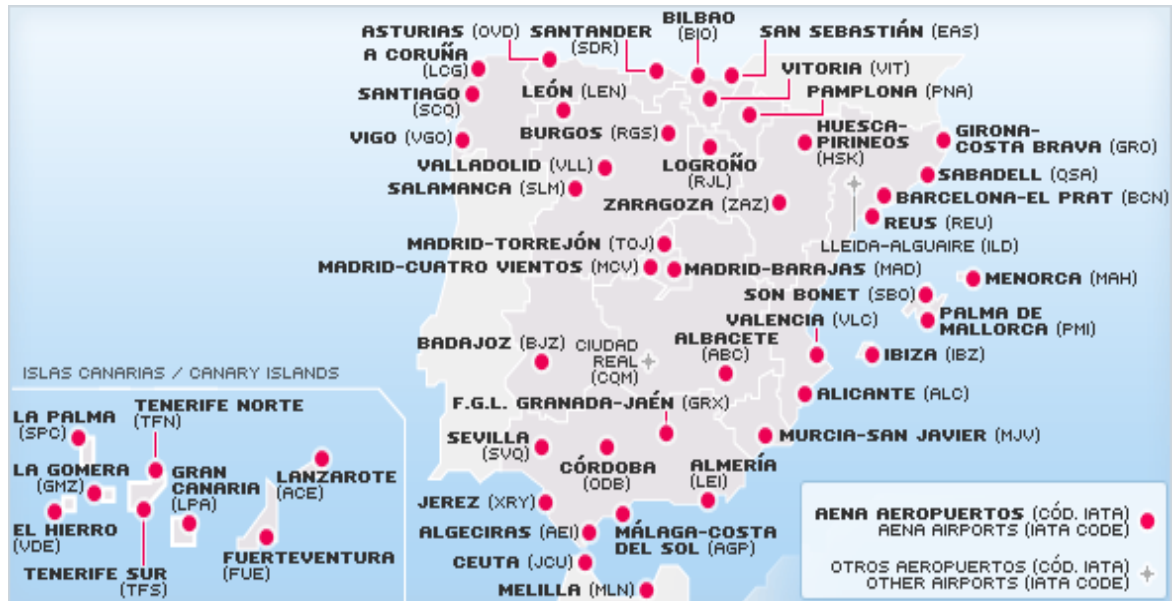 ASTURIAS (OVD)
SANTANDER
(SDR)
BILBAO
(BIO)
SAN SEBASTIÁN (EAS)
A CORUÑA
(LCG)
VITORIA (VIT)
SANTIAGO
(SCQ)
LEÓN (LEN)
PAMPLONA (PNA)
VIGO (VGO)
BURGOS (RGS)
HUESCA-
PIRINEOS
(HSK)
GIRONA-
COSTA BRAVA (GRO)
VALLADOLID (VLL)
LOGROÑO
(RJL)
SABADELL (QSA)
SALAMANCA (SLM)
ZARAGOZA (ZAZ)
BARCELONA-EL PRAT (BCN)
REUS (REU)
MADRID-TORREJÓN (TOJ)
LLEIDA-ALGUAIRE (ILD)
MADRID-CUATRO VIENTOS (MCV)
MADRID-BARAJAS (MAD)
MENORCA (MAH)
SON BONET (SBO)
VALENCIA (VLC)
PALMA DE
MALLORCA (PMI)
BADAJOZ (BJZ)
CIUDAD
REAL
(CQM)
ALBACETE
(ABC)
IBIZA (IBZ)
ISLAS CANARIAS / CANARY ISLANDS
ALICANTE (ALC)
F.G.L. GRANADA-JAÉN (GRX)
LA PALMA
(SPC)
TENERIFE NORTE
(TFN)
SEVILLA
(SVQ)
MURCIA-SAN JAVIER (MJV)
CÓRDOBA
(ODB)
ALMERÍA
(LEI)
LA GOMERA
(GMZ)
GRAN
CANARIA
(LPA)
LANZAROTE
(ACE)
JEREZ (XRY)
EL HIERRO
(VDE)
ALGECIRAS (AEI)
MÁLAGA-COSTA
DEL SOL (AGP)
FUERTEVENTURA
(FUE)
CEUTA (JCU)
TENERIFE SUR
(TFS)
MELILLA (MLN)
AENA AEROPUERTOS (CÓD. IATA)
AENA AIRPORTS (IATA CODE)
OTROS AEROPUERTOS (CÓD. IATA)
OTHER AIRPORTS (IATA CODE)